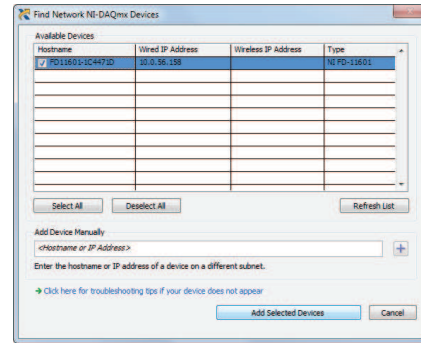 Find Network NI-DAQmx Devices
Available Devices
Hostname Wired IP Address Wireless IP Address Type
FD11601-1C4471D 10.0.56.158 NI FD-11601
Select All Deselect All Refresh List
Add Device Manually
<Hostname or IP Address>
Enter the hostname or IP address of a device on a different subnet.
Click here for troubleshooting tips if your device does not appear
Add Selected Devices Cancel